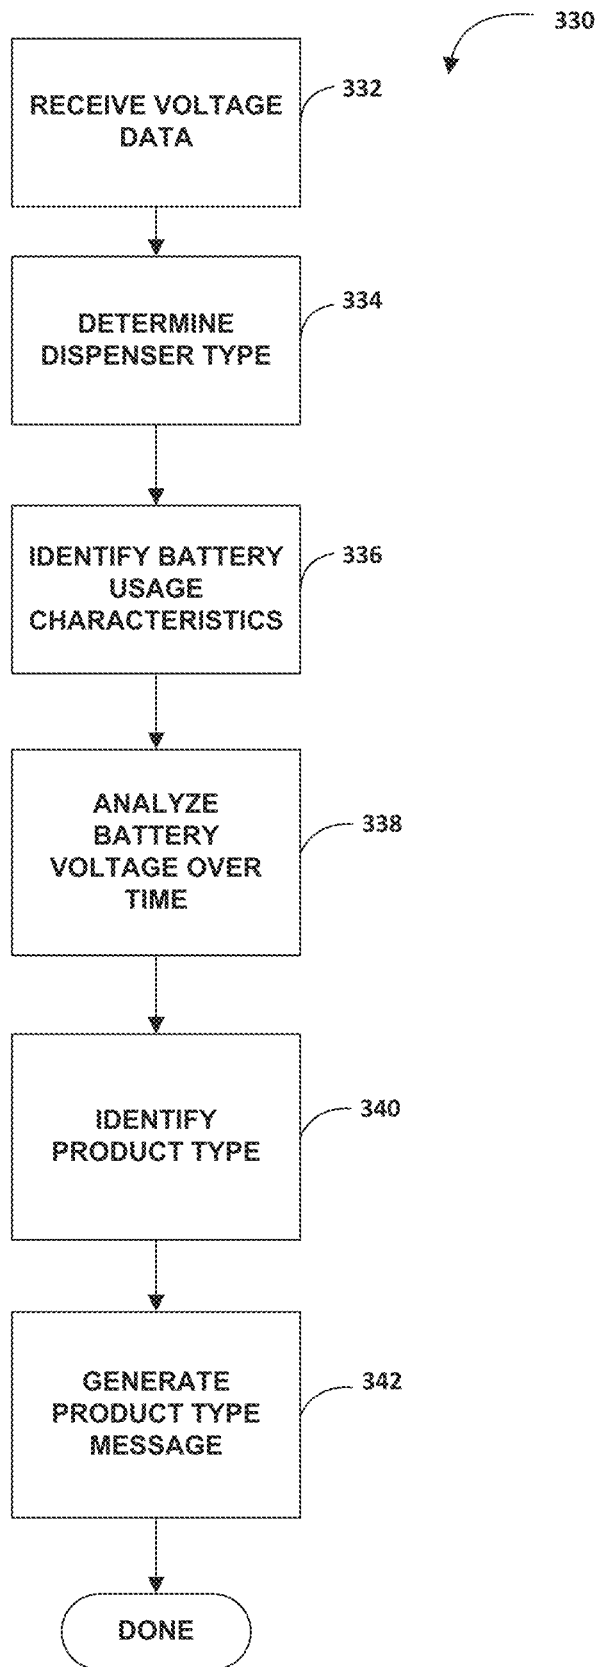 330
RECEIVE VOLTAGE
DATA
332
DETERMINE
DISPENSER TYPE
334
IDENTIFY BATTERY
USAGE
CHARACTERISTICS
336
ANALYZE
BATTERY
VOLTAGE OVER
TIME
338
IDENTIFY
PRODUCT TYPE
340
GENERATE
PRODUCT TYPE
MESSAGE
342
DONE